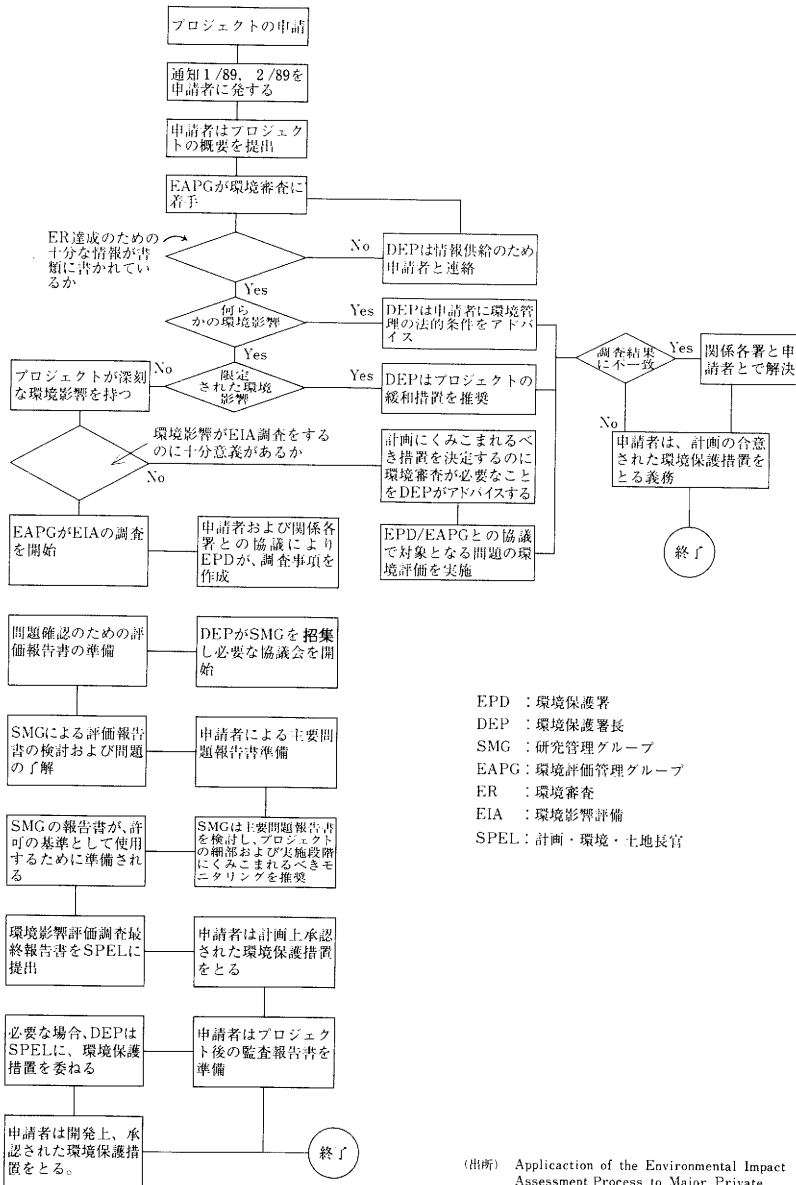 プロジェクトの申請
通知1/89、2/89を
申請者に発する
申請者はプロジェク
トの概要を提出
EAPGが環境審査に
着手
ER達成のための
十分な情報が書
類に書かれてい
るか
No
DEPは情報供給のため
申請者と連絡
Yes
何ら
かの環境影響
Yes
DEPは申請者に環境管
理の法的条件をアドバ
イス
Yes
調査結果
に不一致
Yes
関係各署と申
請者とで解決
No
プロジェクトが深刻
な環境影響を持つ
限定
された環境
影響
Yes
DEPはプロジェクトの
緩和措置を推奨
No
申請者は、計画の合意
された環境保護措置を
とる義務
終了
環境影響がEIA調査をする
のに十分意義があるか
No
計画にくみこまれるべ
き措置を決定するのに
環境審査が必要なこと
をDEPがアドバイスする
EAPGがEIAの調査
を開始
申請者および関係各
署との協議により
EPDが、調査事項を
作成
EPD/EAPGとの協議
で対象となる問題の環
境評価を実施
問題確認のための評
価報告書の準備
DEPがSMGを招集
し必要な協議会を開
始
SMGによる評価報告
書の検討および問題
の了解
申請者による主要問
題報告書準備
SMGの報告書が、許
可の基準として使用
するために準備され
る
SMGは主要問題報告書
を検討し、プロジェクト
の細部および実施段階
にくみこまれるべきモ
ニタリングを推奨
環境影響評価調査最
終報告書をSPELに
提出
申請者は計画上承認
された環境保護措置
をとる
必要な場合、DEPは
SPELに、環境保護
措置を委ねる
申請者はプロジェク
ト後の監査報告書を
準備
申請者は開発上、承
認された環境保護措
置をとる。
終了
EPD ：環境保護署
DEP ：環境保護署長
SMG ：研究管理グループ
EAPG：環境評価管理グループ
ER ：環境審査
EIA ：環境影響評備
SPEL：計画・環境・土地長官
(出所) Applicaction of the Environmental Impact
Assessment Process to Major Private